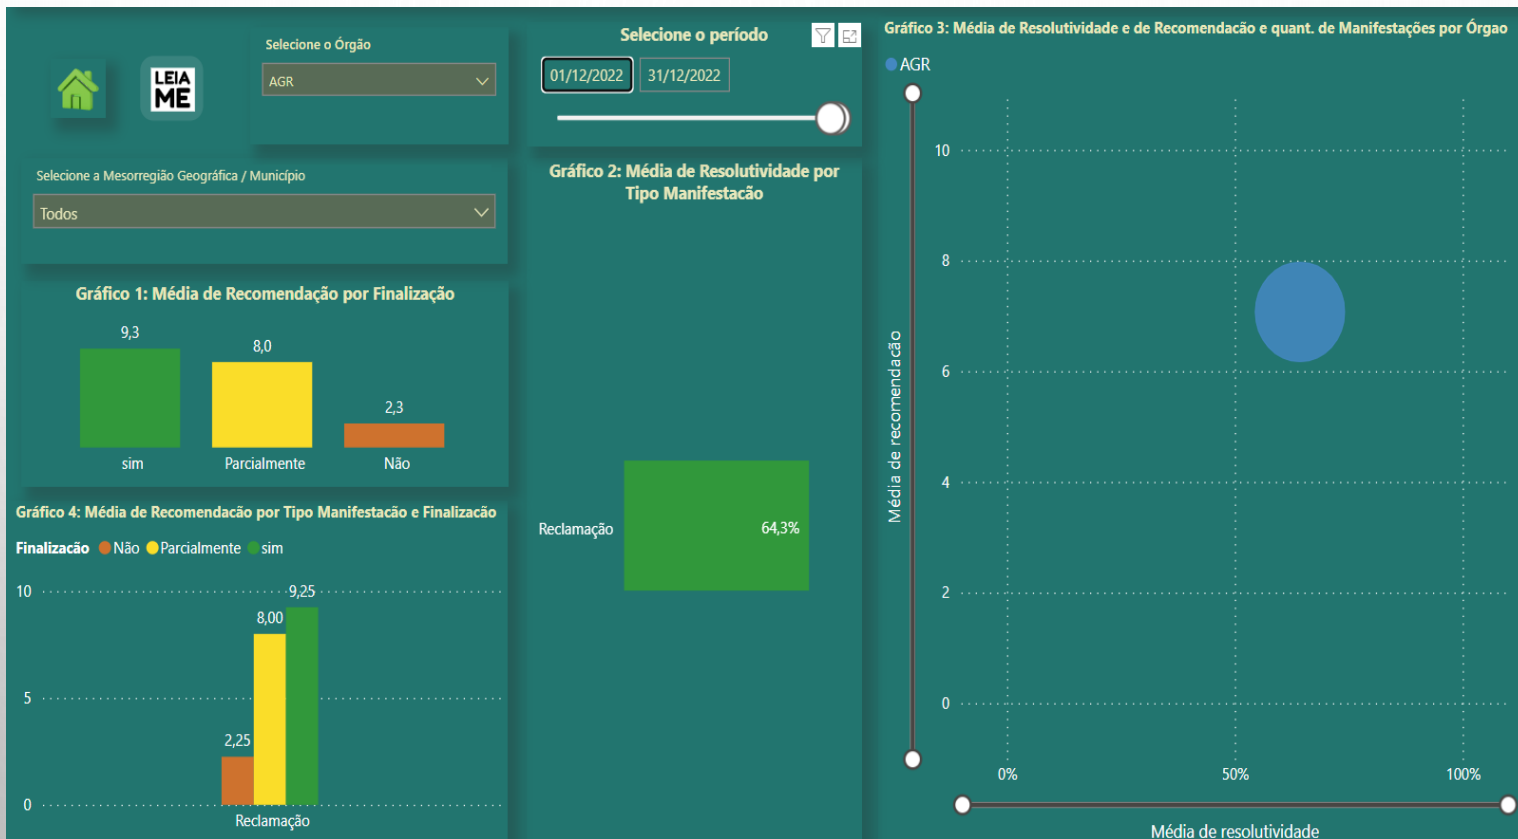 Selecione o Órgão
AGR
LEIA
ME
Selecione a Mesorregião Geográfica / Município
Todos
Selecione o período
01/12/2022
31/12/2022
Gráfico 1: Média de Recomendação por Finalização
9,3
8,0
2,3
sim
Parcialmente
Não
Gráfico 4: Média de Recomendacão por Tipo Manifestacão e Finalizacão
Finalizacão Não Parcialmente sim
10
5
0
9,25
8,00
2,25
Reclamação
Gráfico 2: Média de Resolutividade por
Tipo Manifestacão
Reclamação
64,3%
Gráfico 3: Média de Resolutividade e de Recomendacão e quant. de Manifestações por Órgao
AGR
Média de recomendacão
10
8
6
4
2
0
0%
50%
100%
Média de resolutividade